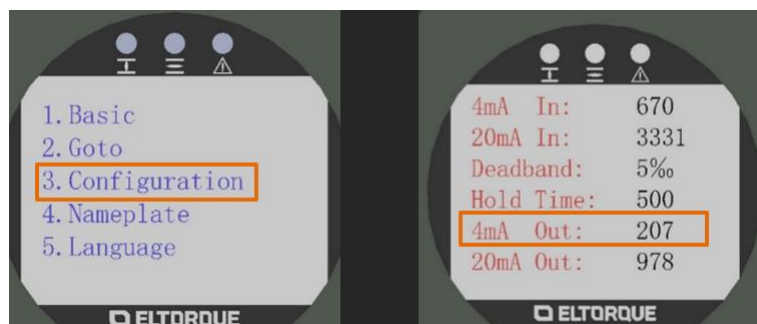 1.Basic
2.Goto
3.Configuration
4.Nameplate
5.Language
ELTORQUE
4mA In: 670
20mA In: 3331
Deadband: 5‰
Hold Time: 500
4mA Out: 207
20mA Out: 978
ELTORQUE